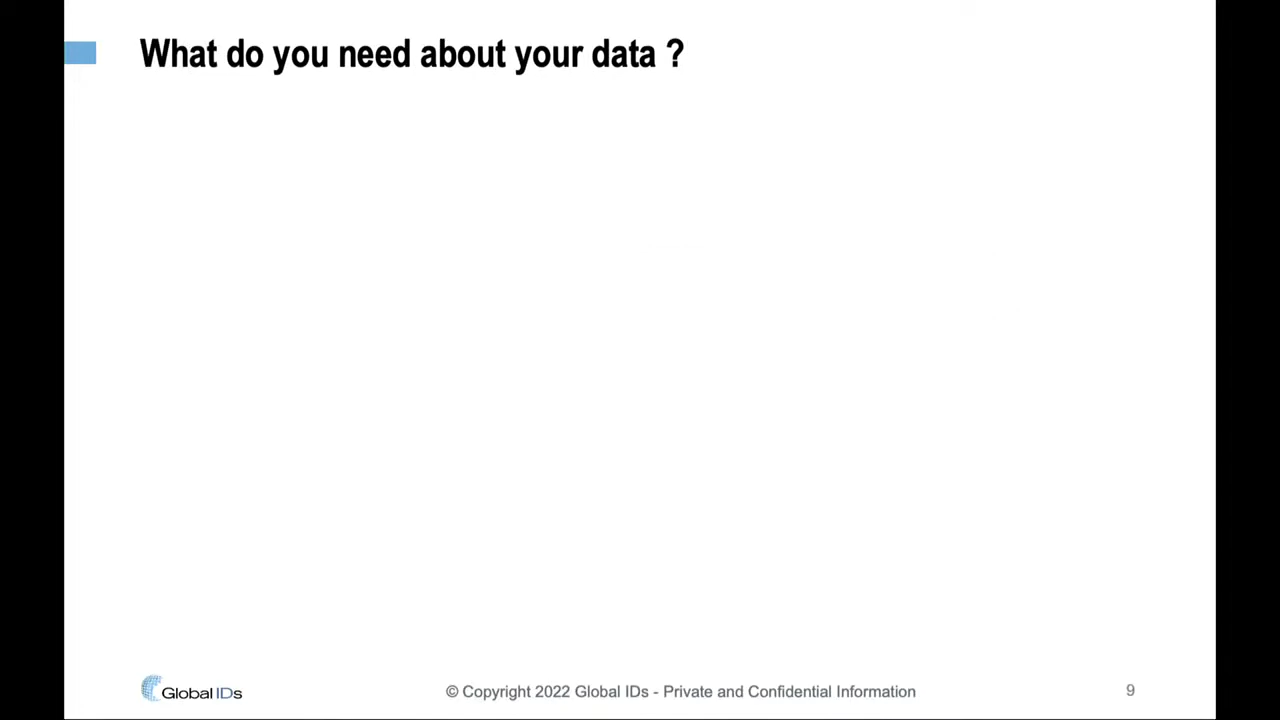 What do you need about your data ?
Global IDs
© Copyright 2022 Global IDs - Private and Confidential Information
9